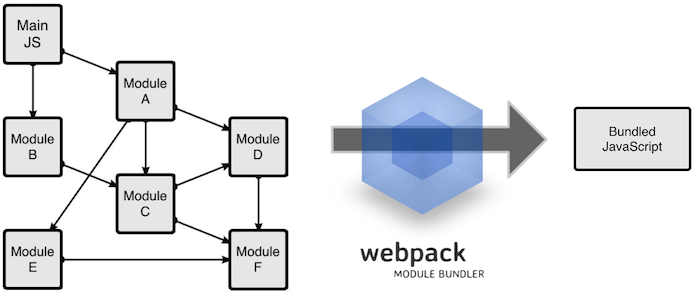 Main
JS
Module
A
Module
B
Module
D
Module
C
Module
E
Module
F
webpack
MODULE BUNDLER
Bundled
JavaScript